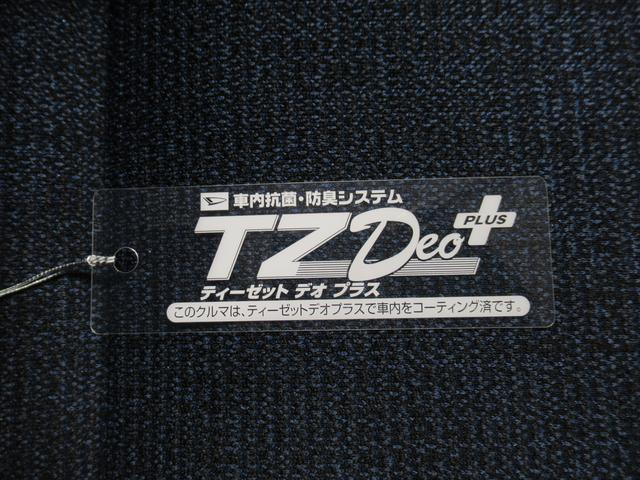 車内抗菌・防臭システム
TZ Deo PLUS
ティーゼット デオ プラス
このクルマは、ティーゼットデオプラスで車内をコーティング済です。